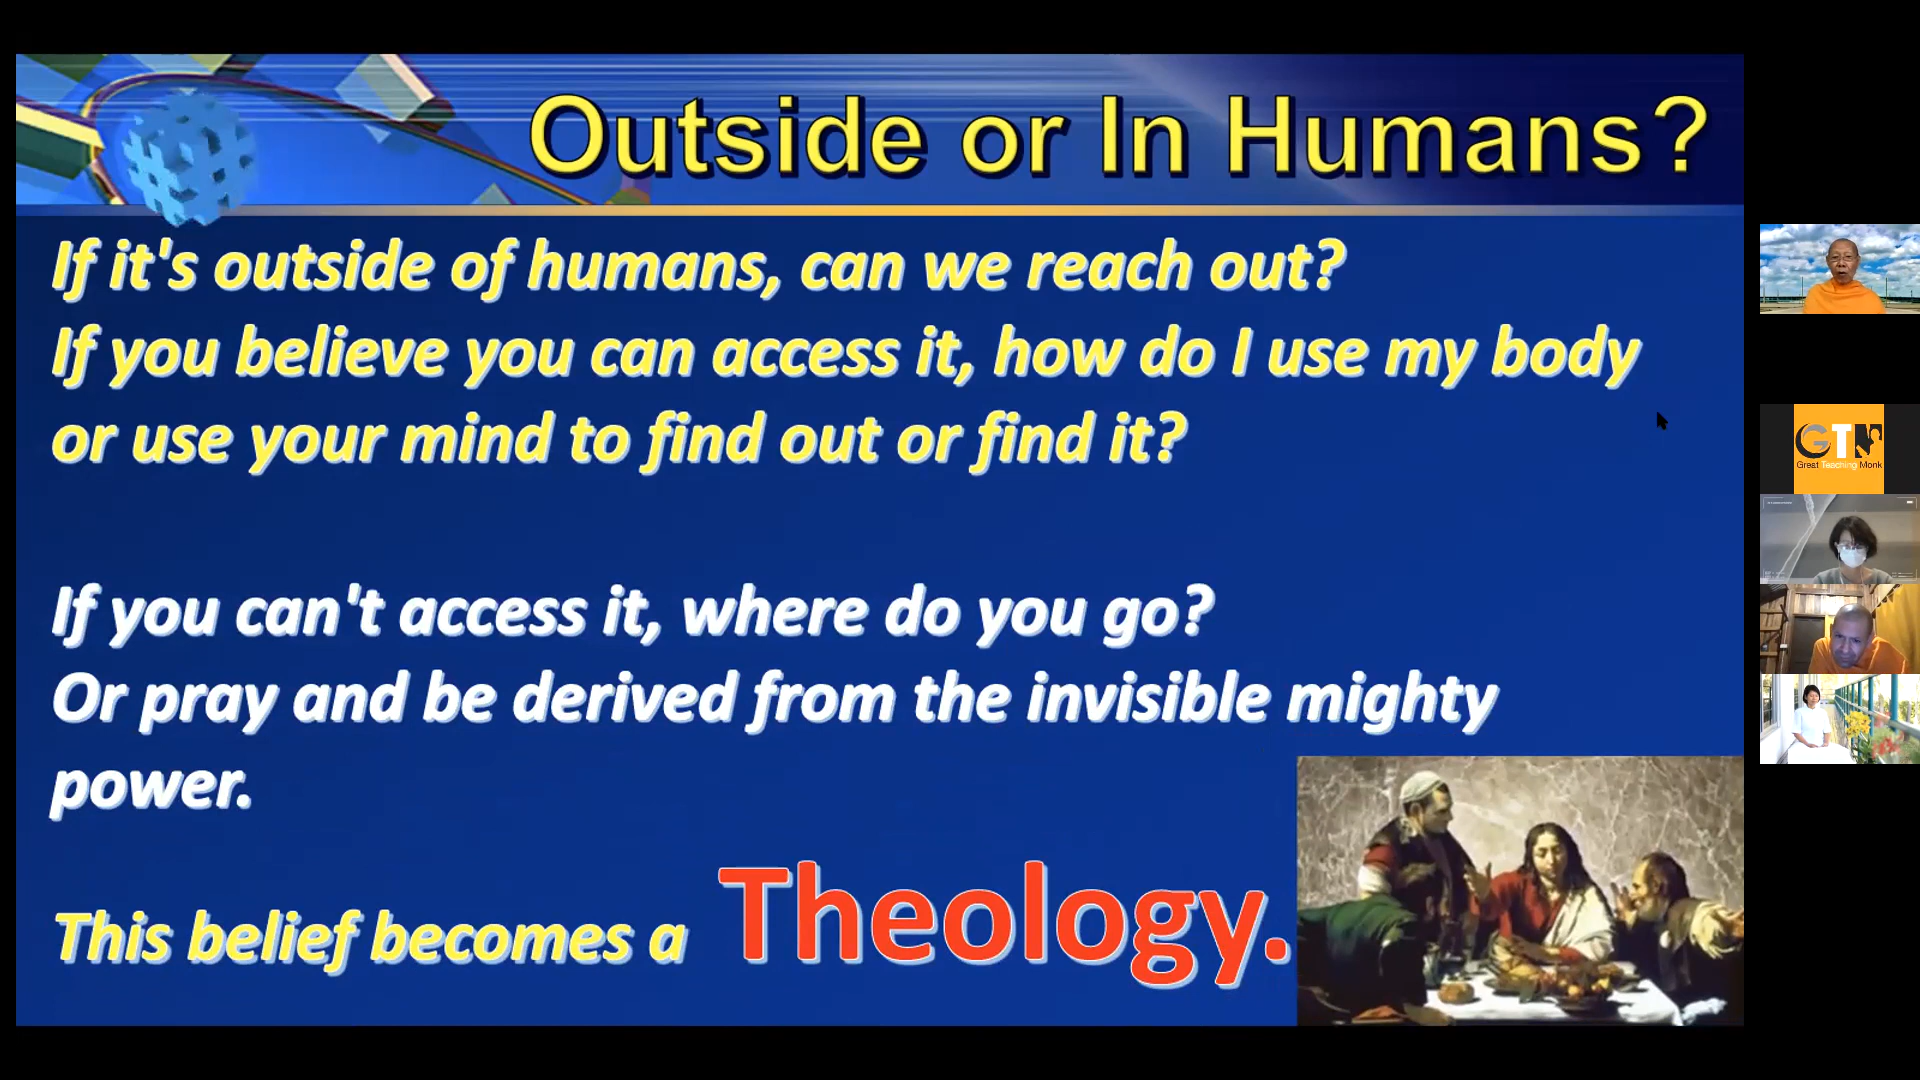 Outside or In Humans?
If it's outside of humans, can we reach out?
If you believe you can access it, how do I use my body
or use your mind to find out or find it?
If you can't access it, where do you go?
Or pray and be derived from the invisible mighty
power.
This belief becomes a Theology.
GTM
Great Teaching Monk